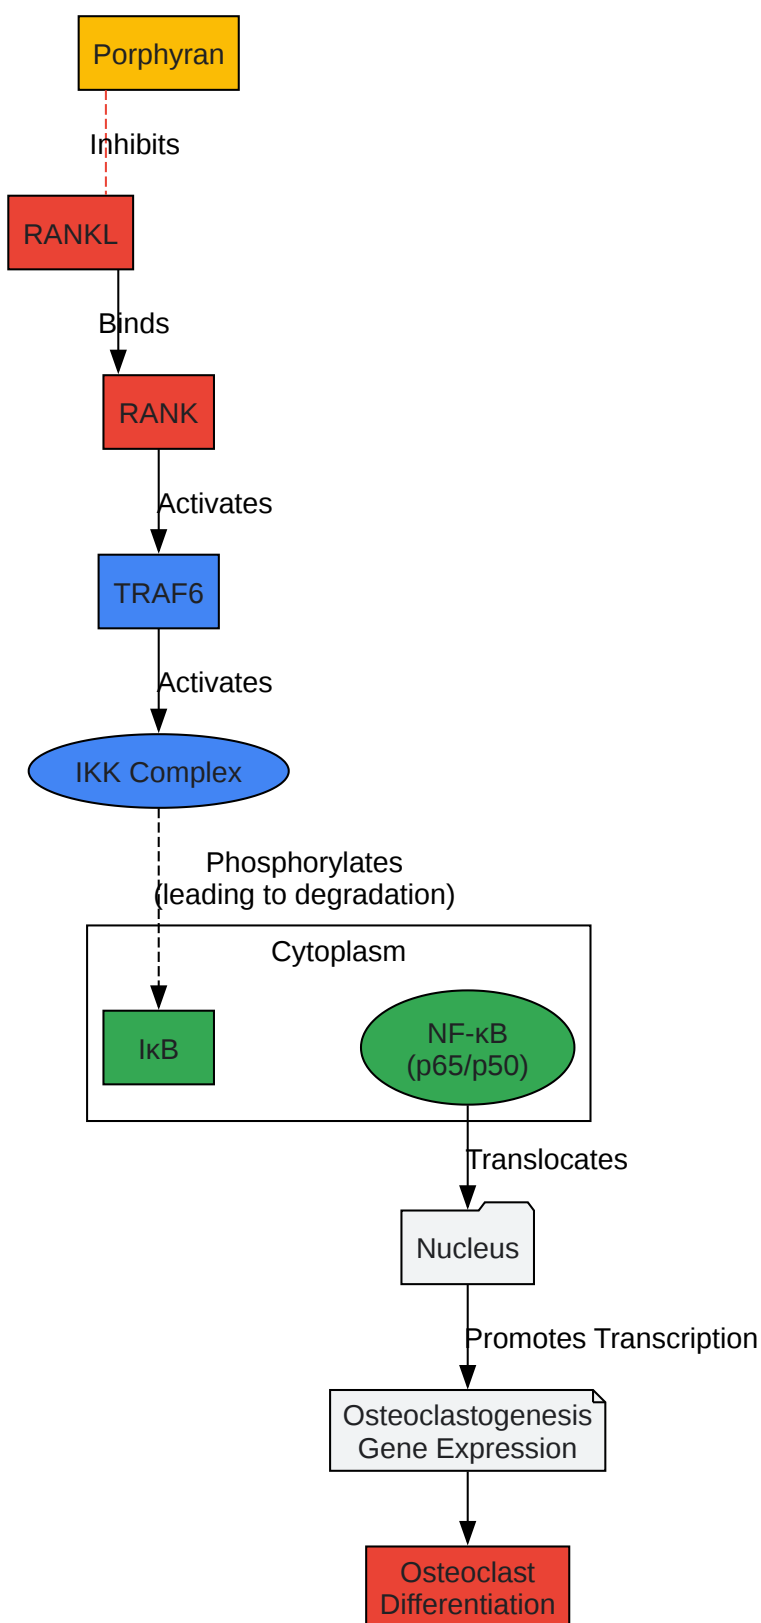 Porphyran
Inhibits
RANKL
Binds
RANK
Activates
TRAF6
Activates
IKK Complex
Phosphorylates
(leading to degradation)
Cytoplasm
IκB
NF-κB
(p65/p50)
Translocates
Nucleus
Promotes Transcription
Osteoclastogenesis
Gene Expression
Osteoclast
Differentiation